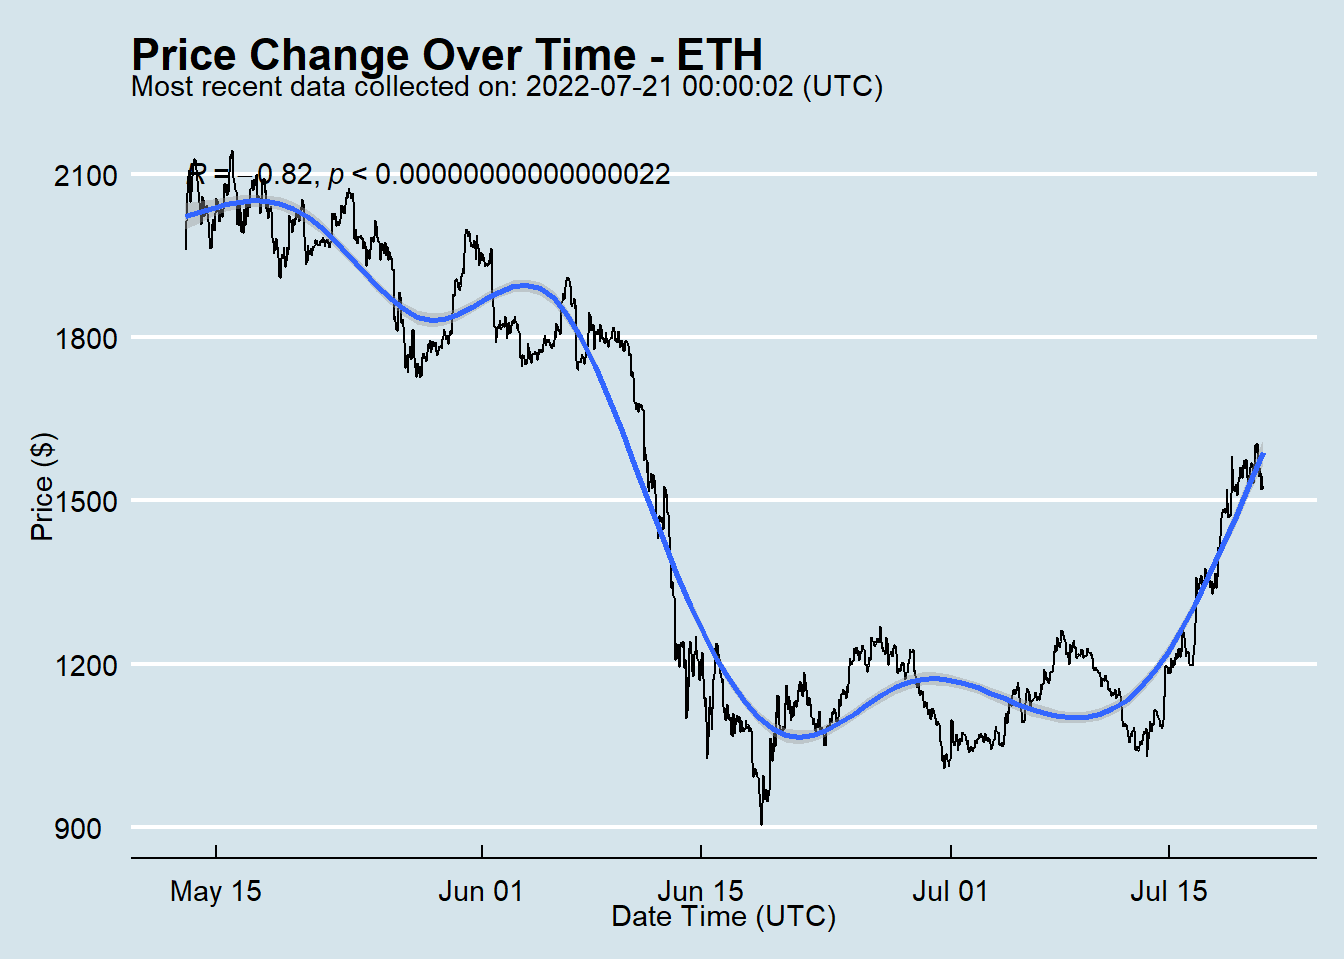 Price Change Over Time - ETH
Most recent data collected on: 2022-07-21 00:00:02 (UTC)
R = −0.82, p < 0.00000000000000022
2100
1800
1500
1200
900
Price ($)
May 15 Jun 01 Jun 15 Jul 01 Jul 15
Date Time (UTC)